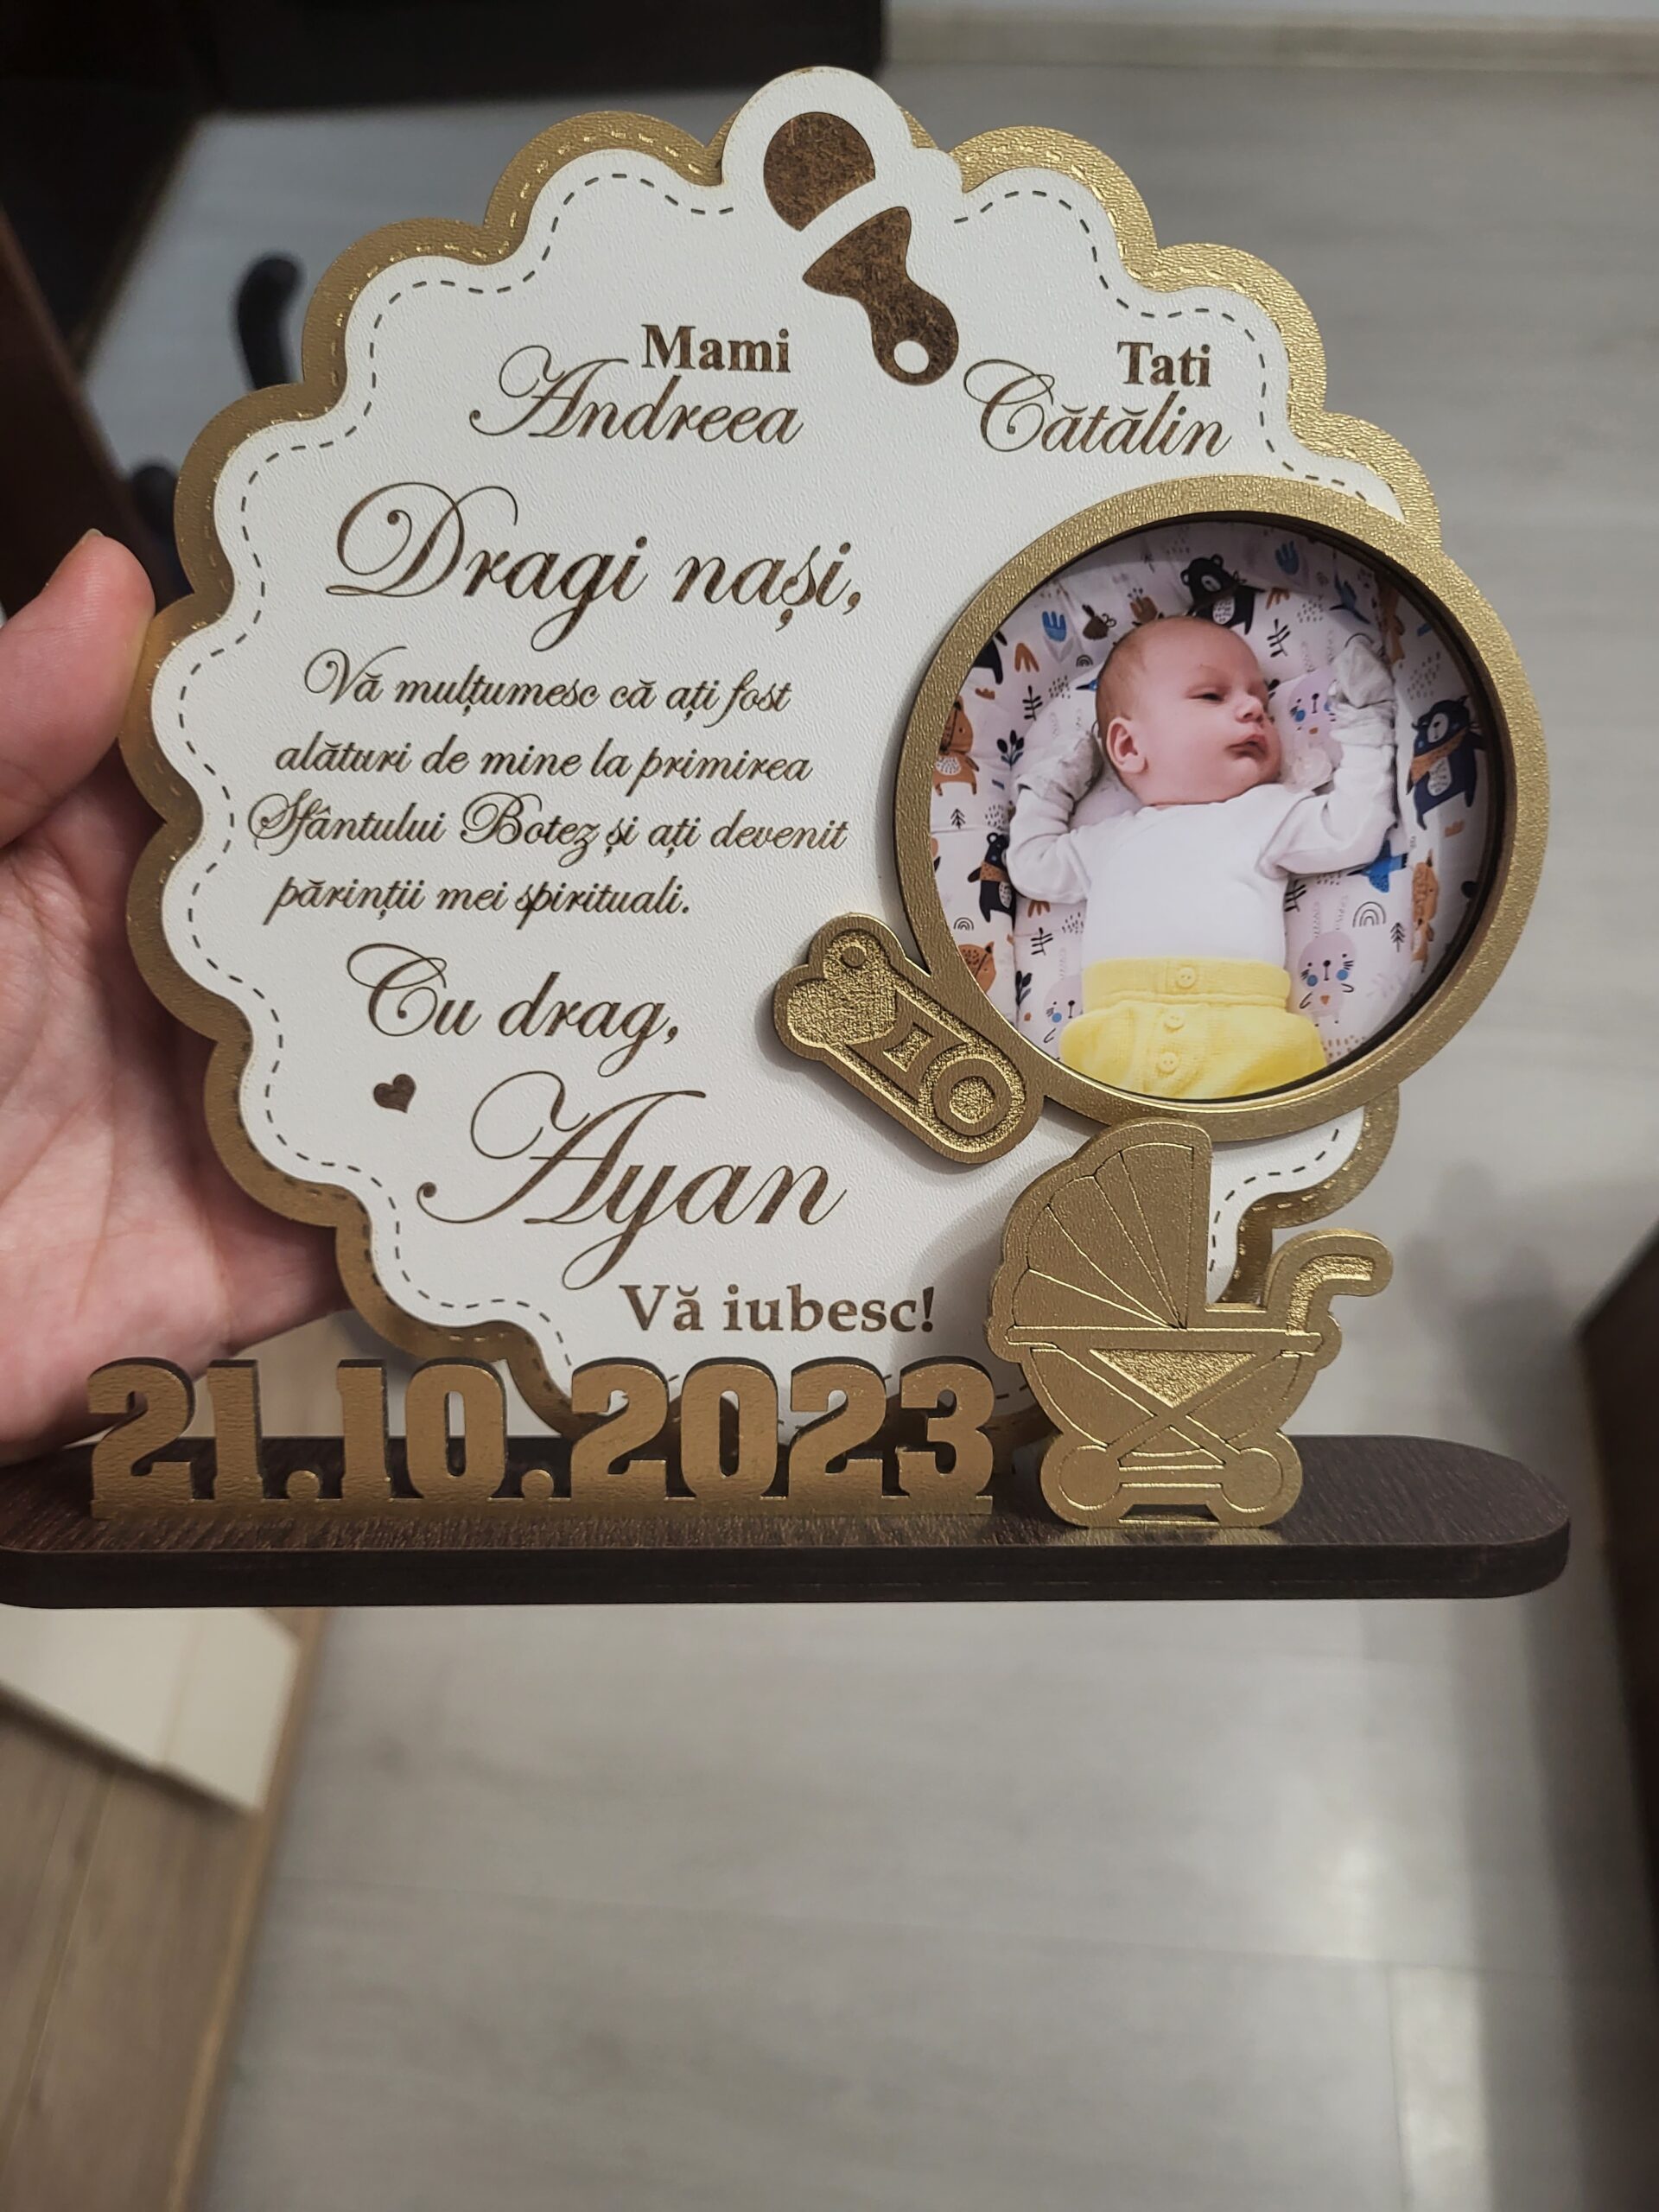 Mami
Andreea
Tati
Cătălin
Dragi nași,
Vă mulțumesc că ați fost
alături de mine la primirea
Sfântului Botez și ați devenit
părinții mei spirituali.
Cu drag,
Ayan
Vă iubesc!
21.10.2023